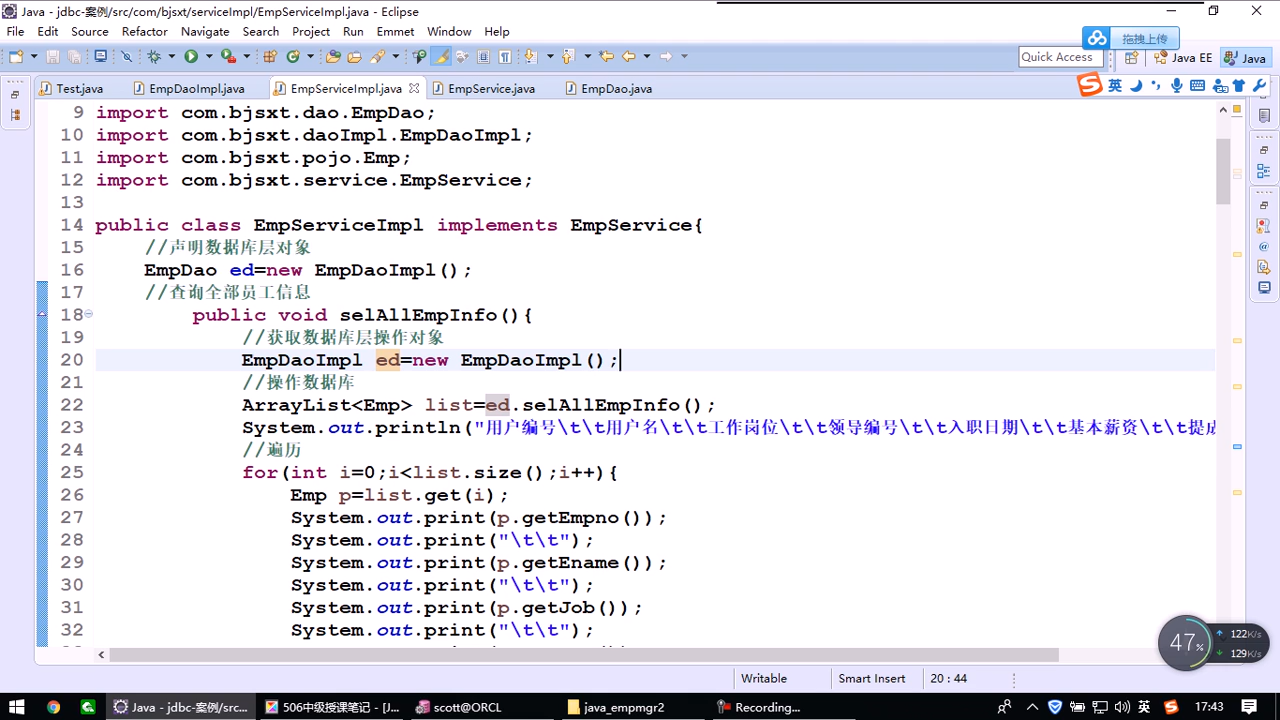 Java - jdbc-案例/src/com/bjsxt/serviceImpl/EmpServiceImpl.java - Eclipse
File Edit Source Refactor Navigate Search Project Run Emmet Window Help
拖拽上传
Quick Access
Java EE
Java
Test.java
EmpDaoImpl.java
EmpServiceImpl.java
EmpService.java
EmpDao.java
英
9 import com.bjsxt.dao.EmpDao;
10 import com.bjsxt.daoImpl.EmpDaoImpl;
11 import com.bjsxt.pojo.Emp;
12 import com.bjsxt.service.EmpService;
13
14 public class EmpServiceImpl implements EmpService{
15 //声明数据库层对象
16 EmpDao ed=new EmpDaoImpl();
17 //查询全部员工信息
18 public void selAllEmpInfo(){
19 //获取数据库层操作对象
20 EmpDaoImpl ed=new EmpDaoImpl();
21 //操作数据库
22 ArrayList<Emp> list=ed.selAllEmpInfo();
23 System.out.println("用户编号\t\t用户名\t\t工作岗位\t\t领导编号\t\t入职日期\t\t基本薪资\t\t提成
24 //遍历
25 for(int i=0;i<list.size();i++){
26 Emp p=list.get(i);
27 System.out.print(p.getEmpno());
28 System.out.print("\t\t");
29 System.out.print(p.getEname());
30 System.out.print("\t\t");
31 System.out.print(p.getJob());
32 System.out.print("\t\t");
47%
122K/s
129K/s
Writable
Smart Insert
20 : 44
Java - jdbc-案例/src...
506中级授课笔记 - [J...
scott@ORCL
java_empmgr2
Recording...
英
17:43